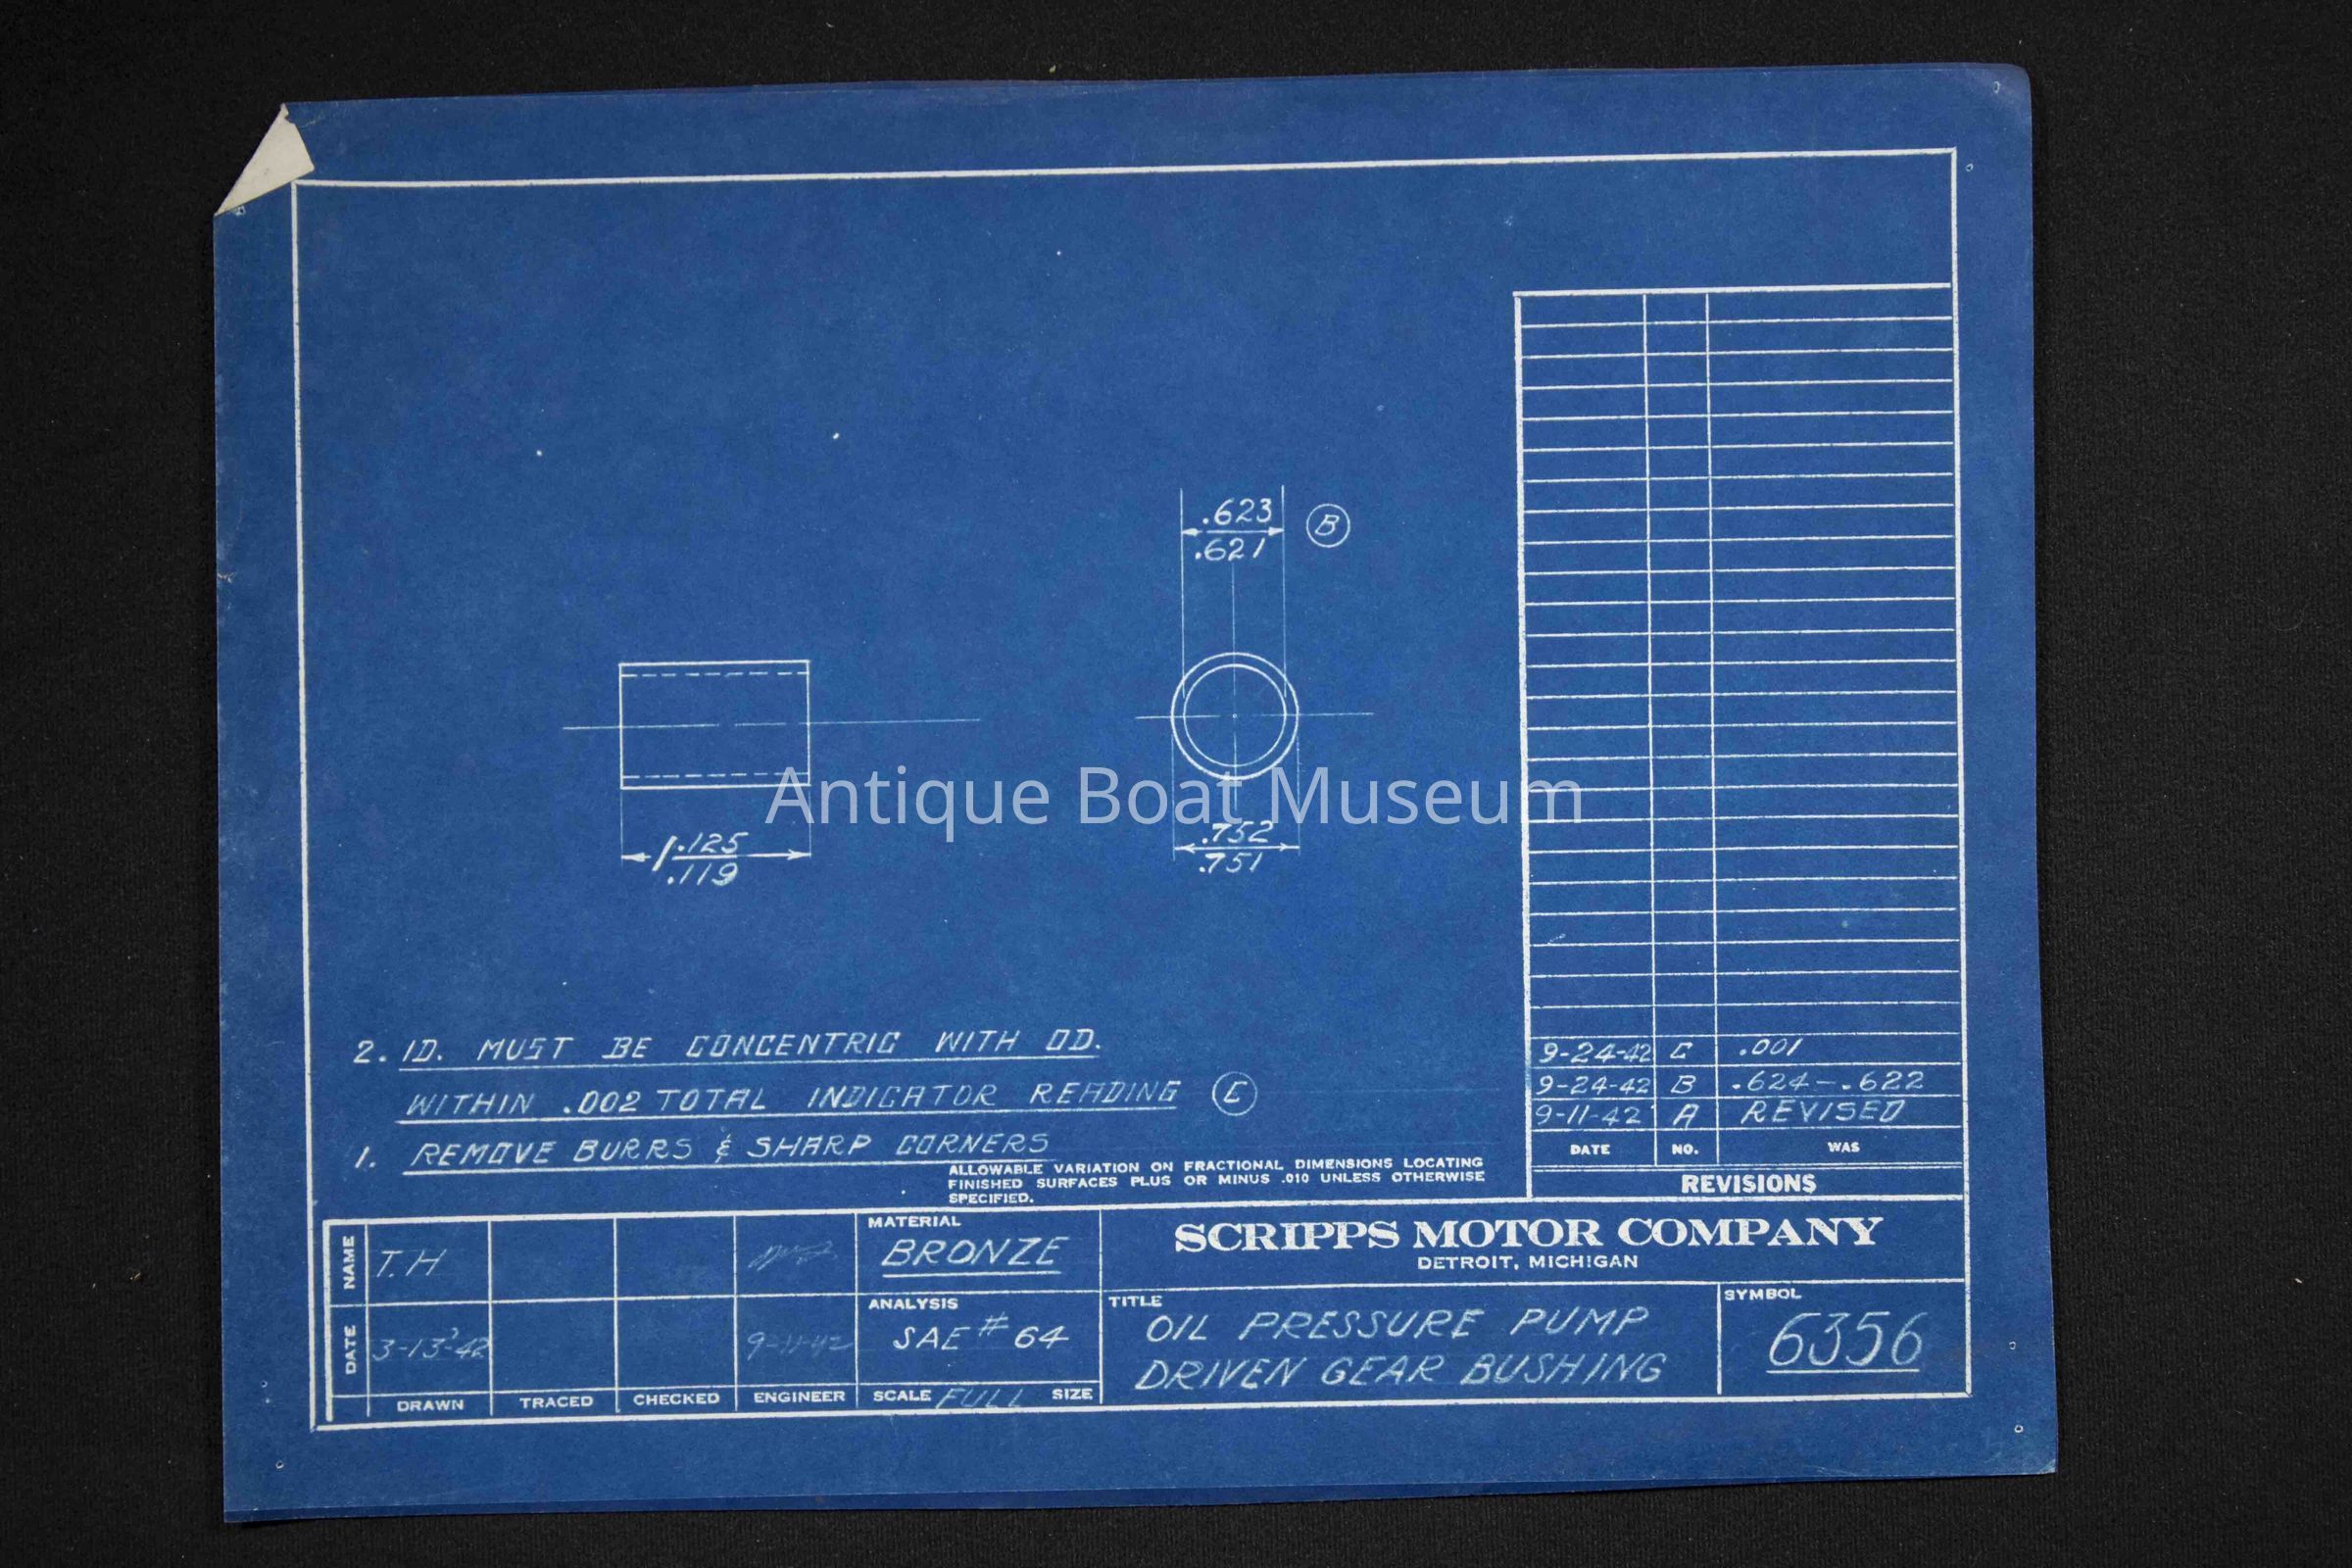 .623
.621
B
1.125
.119
.752
.751
Antique Boat Museum
2. ID. MUST BE CONCENTRIC WITH OD.
WITHIN .002 TOTAL INDICATOR READING C
1. REMOVE BURRS & SHARP CORNERS
ALLOWABLE VARIATION ON FRACTIONAL DIMENSIONS LOCATING
FINISHED SURFACES PLUS OR MINUS .010 UNLESS OTHERWISE
SPECIFIED.
9-24-42 C .001
9-24-42 B .624-.622
9-11-42 A REVISED
DATE NO. WAS
REVISIONS
NAME T.H
DATE 3-13-42 9-11-42
DRAWN TRACED CHECKED ENGINEER
MATERIAL
BRONZE
ANALYSIS
SAE #64
SCALE FULL SIZE
SCRIPPS MOTOR COMPANY
DETROIT, MICHIGAN
TITLE
OIL PRESSURE PUMP
DRIVEN GEAR BUSHING
SYMBOL
6356